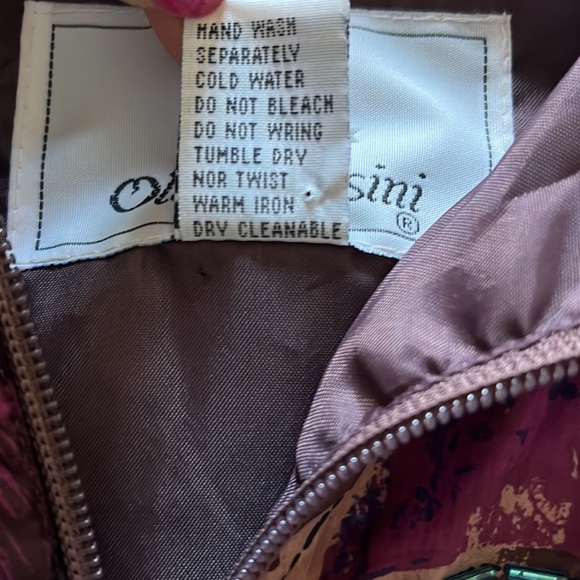 HAND WASH
SEPARATELY
COLD WATER
DO NOT BLEACH
DO NOT WRING
TUMBLE DRY
NOR TWIST
WARM IRON
DRY CLEANABLE
®